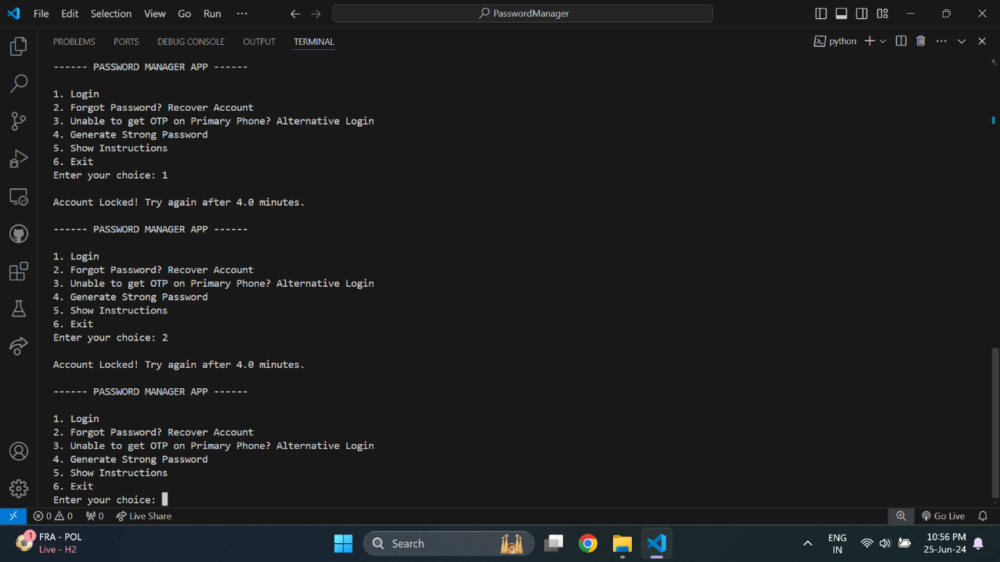 File Edit Selection View Go Run ··· PasswordManager
PROBLEMS PORTS DEBUG CONSOLE OUTPUT TERMINAL python
------ PASSWORD MANAGER APP ------
1. Login
2. Forgot Password? Recover Account
3. Unable to get OTP on Primary Phone? Alternative Login
4. Generate Strong Password
5. Show Instructions
6. Exit
Enter your choice: 1
Account Locked! Try again after 4.0 minutes.
------ PASSWORD MANAGER APP ------
1. Login
2. Forgot Password? Recover Account
3. Unable to get OTP on Primary Phone? Alternative Login
4. Generate Strong Password
5. Show Instructions
6. Exit
Enter your choice: 2
Account Locked! Try again after 4.0 minutes.
------ PASSWORD MANAGER APP ------
1. Login
2. Forgot Password? Recover Account
3. Unable to get OTP on Primary Phone? Alternative Login
4. Generate Strong Password
5. Show Instructions
6. Exit
Enter your choice:
0 0 0 Live Share Go Live
1 FRA - POL
Live - H2
Search
ENG
IN
10:56 PM
25-Jun-24